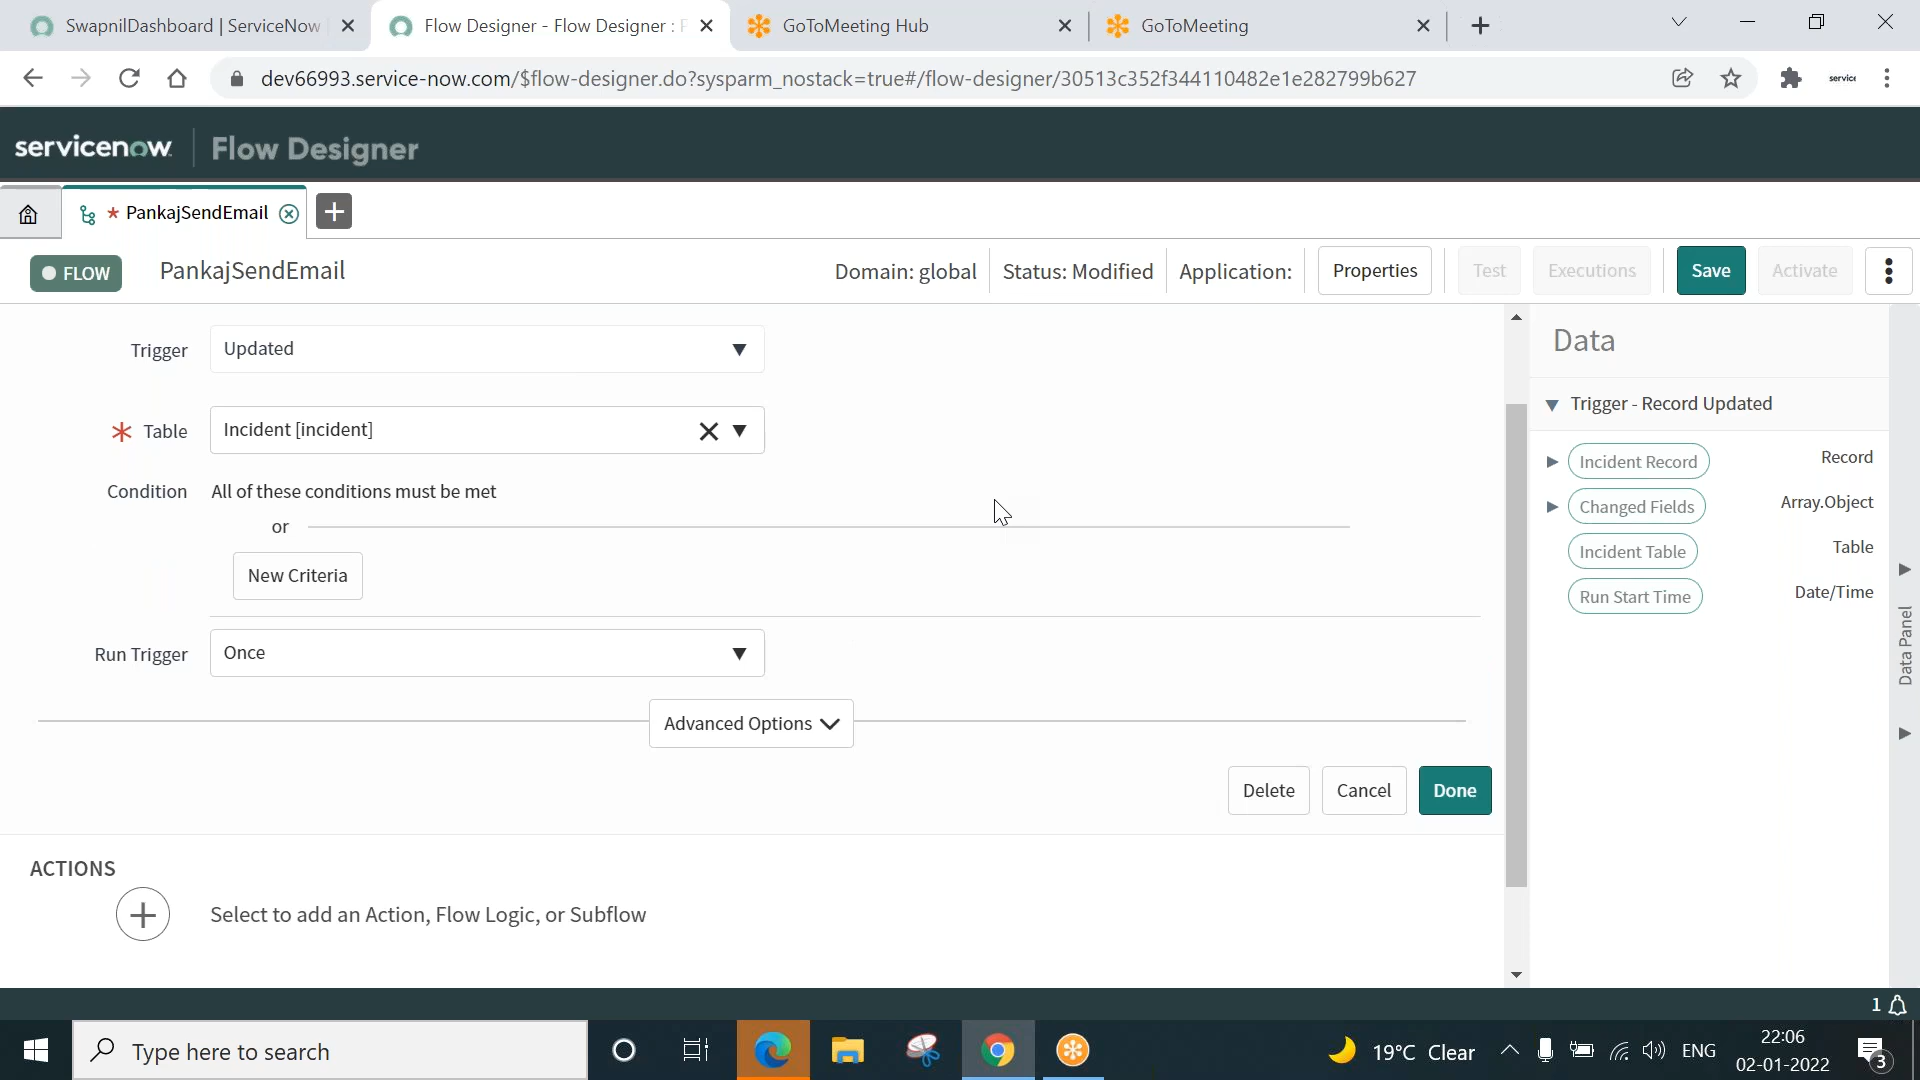 SwapnilDashboard | ServiceNow
Flow Designer - Flow Designer :
GoToMeeting Hub
GoToMeeting
dev66993.service-now.com/$flow-designer.do?sysparm_nostack=true#/flow-designer/30513c352f344110482e1e282799b627
servicenow Flow Designer
* PankajSendEmail
FLOW PankajSendEmail Domain: global Status: Modified Application: Properties Test Executions Save Activate
Trigger Updated
* Table Incident [incident]
Condition All of these conditions must be met
or
New Criteria
Run Trigger Once
Advanced Options
Delete Cancel Done
ACTIONS
Select to add an Action, Flow Logic, or Subflow
Data
Trigger - Record Updated
Incident Record Record
Changed Fields Array.Object
Incident Table Table
Run Start Time Date/Time
Data Panel
1
Type here to search
19°C Clear
ENG
22:06
02-01-2022
3